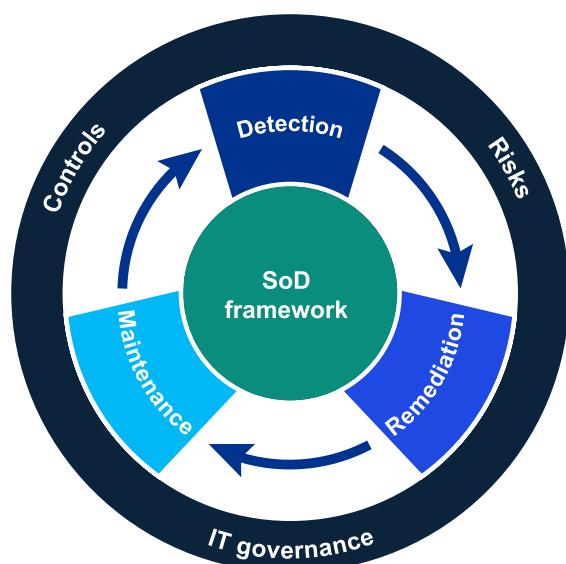 Controls
Risks
Detection
SoD
framework
Maintenance
Remediation
IT governance